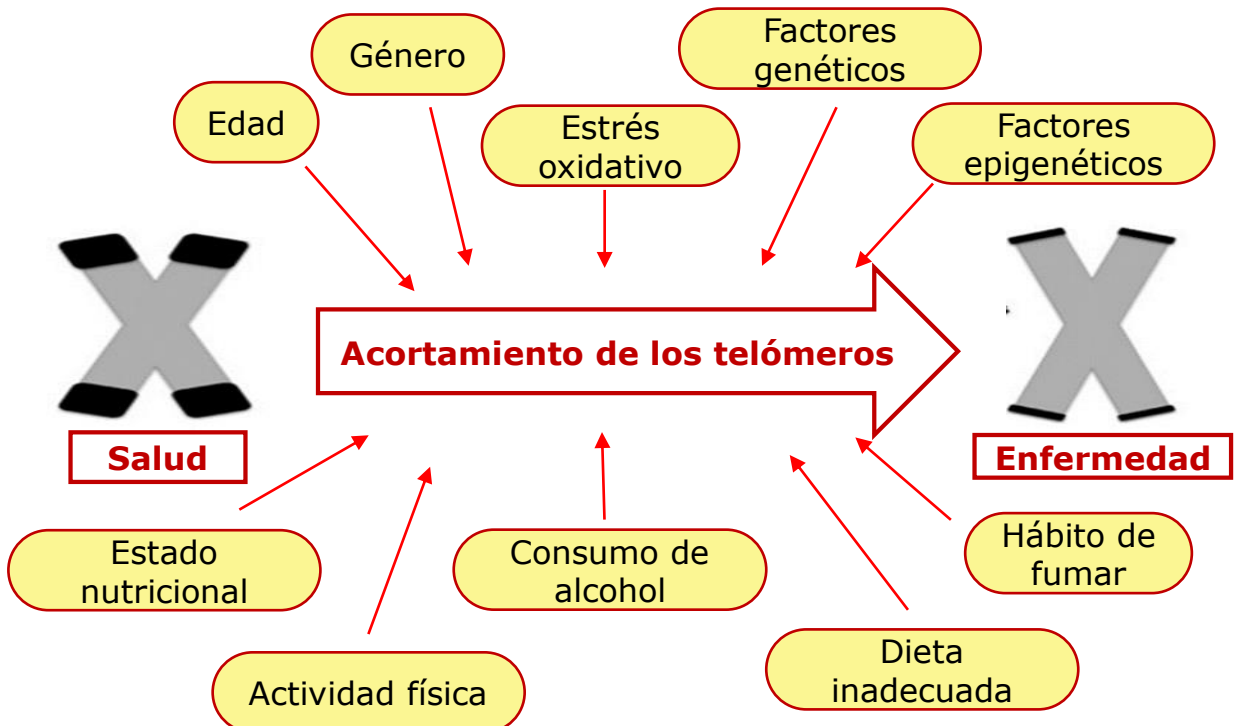 Género
Factores
genéticos
Edad
Estrés
oxidativo
Factores
epigenéticos
Acortamiento de los telómeros
Salud
Enfermedad
Estado
nutricional
Consumo de
alcohol
Hábito de
fumar
Actividad física
Dieta
inadecuada